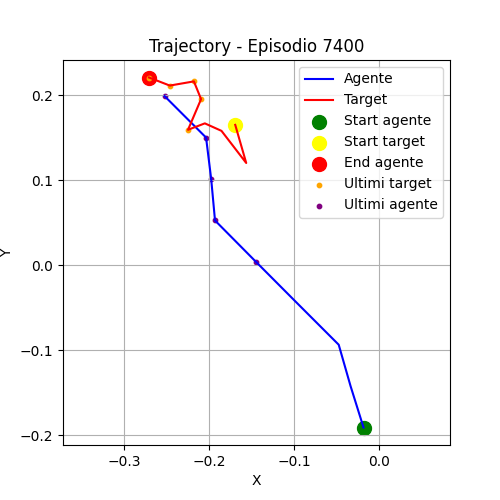 Trajectory - Episodio 7400
Agente
Target
Start agente
Start target
End agente
Ultimi target
Ultimi agente
Y
0.2
0.1
0.0
−0.1
−0.2
−0.3
−0.2
−0.1
0.0
X